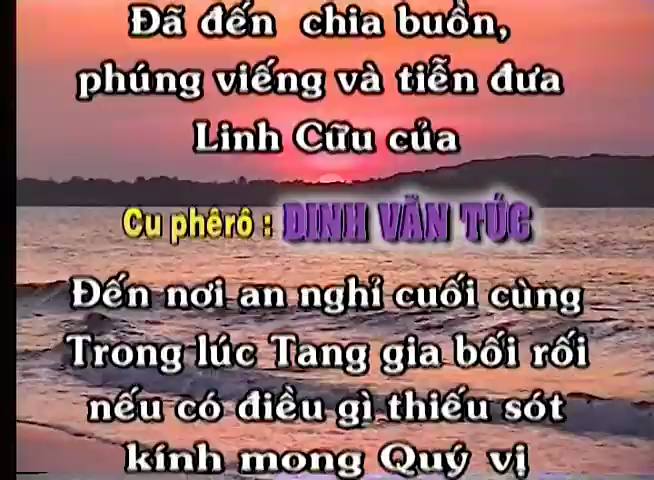 Đã đến chia buồn,
phúng viếng và tiễn đưa
Linh Cữu của
Cu phêrô : ĐINH VĂN TÚC
Đến nơi an nghỉ cuối cùng
Trong lúc Tang gia bối rối
nếu có điều gì thiếu sót
kính mong Quý vị